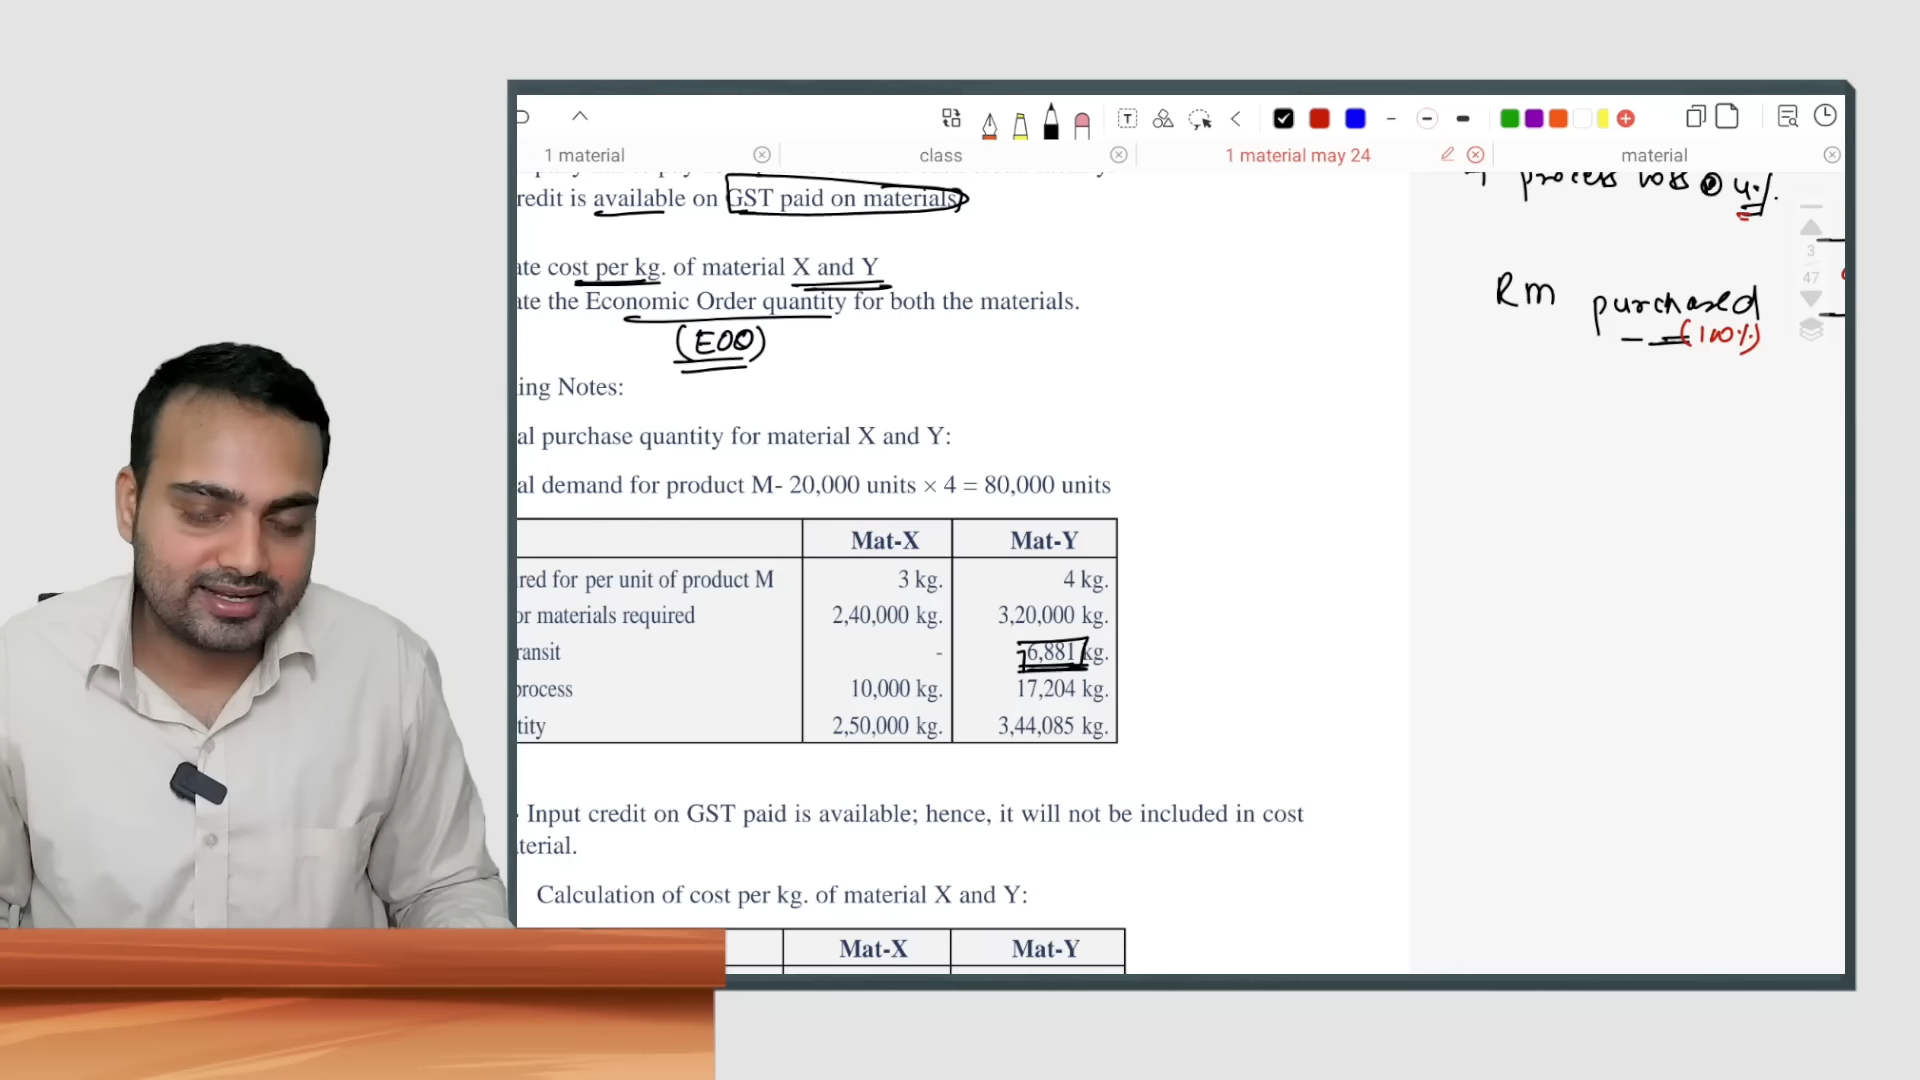 1 material
class
1 material may 24
material
redit is available on GST paid on materials
process loss @ 4%.
ate cost per kg. of material X and Y
ate the Economic Order quantity for both the materials.
(EOQ)
RM purchased
(100%)
3
47
ing Notes:
al purchase quantity for material X and Y:
al demand for product M- 20,000 units × 4 = 80,000 units
Mat-X Mat-Y
red for per unit of product M 3 kg. 4 kg.
or materials required 2,40,000 kg. 3,20,000 kg.
ransit - 6,881 kg.
process 10,000 kg. 17,204 kg.
tity 2,50,000 kg. 3,44,085 kg.
Input credit on GST paid is available; hence, it will not be included in cost
terial.
Calculation of cost per kg. of material X and Y:
Mat-X Mat-Y